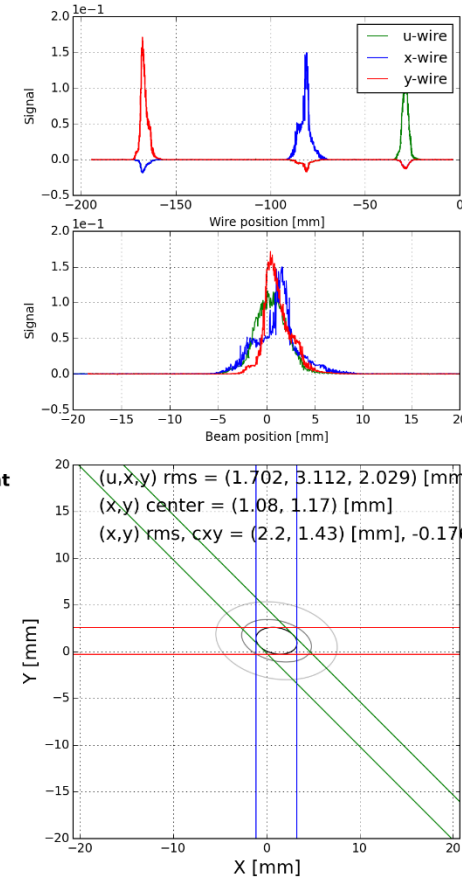 1e−1
2.0
1.5
1.0
0.5
0.0
−0.5
Signal
u-wire
x-wire
y-wire
−200 −150 −100 −50 0
Wire position [mm]
1e−1
2.0
1.5
1.0
0.5
0.0
−0.5
Signal
−20 −15 −10 −5 0 5 10 15 20
Beam position [mm]
nt
20
15
10
5
0
−5
−10
−15
−20
Y [mm]
(u,x,y) rms = (1.702, 3.112, 2.029) [mm
(x,y) center = (1.08, 1.17) [mm]
(x,y) rms, cxy = (2.2, 1.43) [mm], -0.176
−20 −10 0 10 20
X [mm]